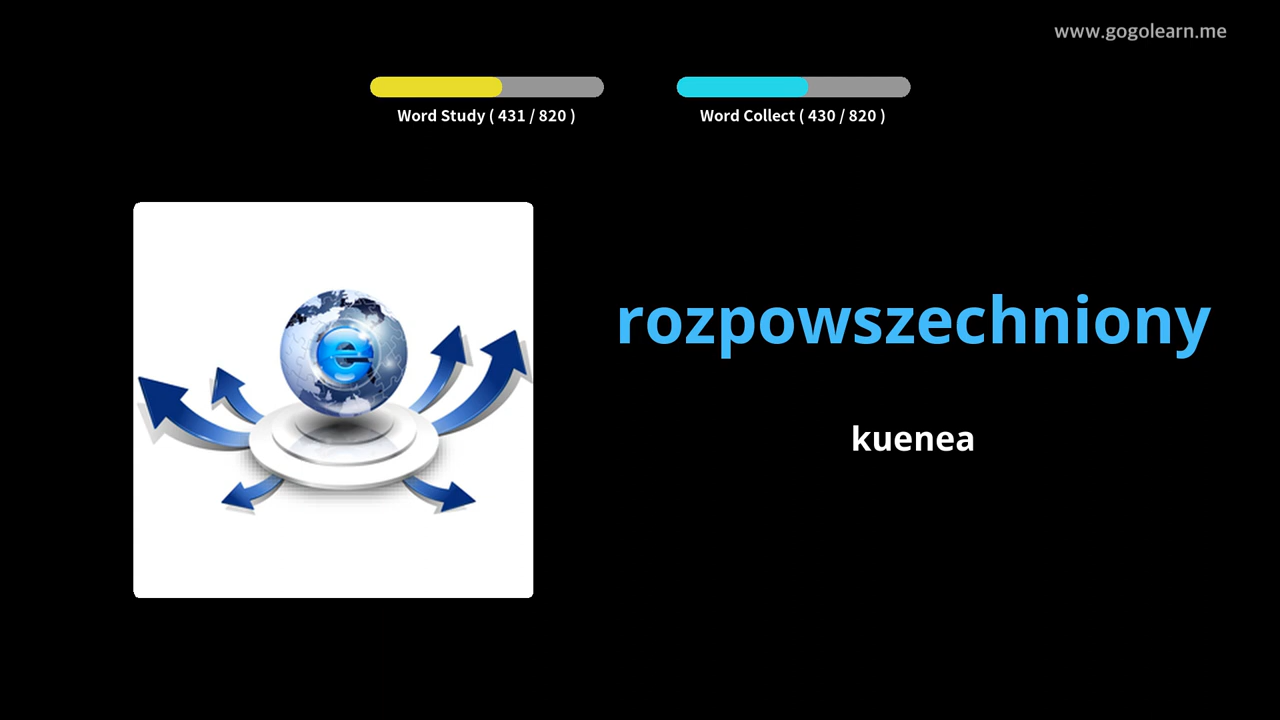 www.gogolearn.me
Word Study ( 431 / 820 )
Word Collect ( 430 / 820 )
e
rozpowszechniony
kuenea